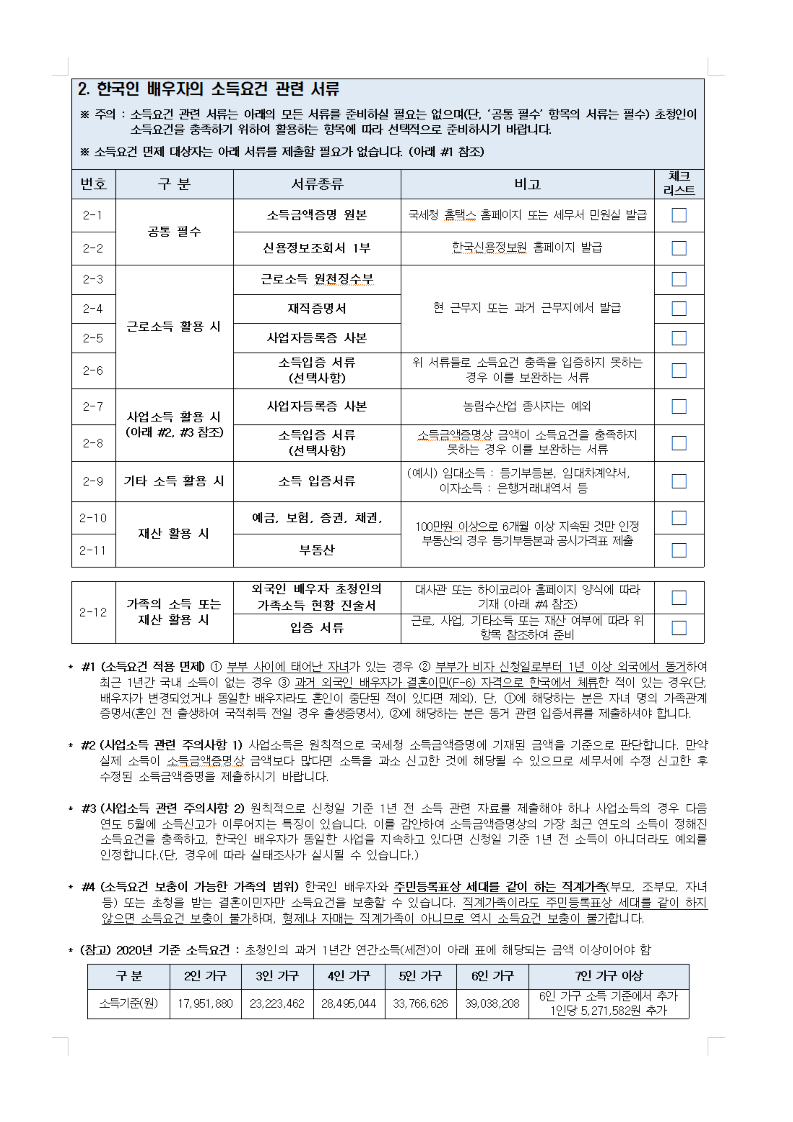 2. 한국인 배우자의 소득요건 관련 서류
※ 주의 : 소득요건 관련 서류는 아래의 모든 서류를 준비하실 필요는 없으며(단, ‘공통 필수’ 항목의 서류는 필수) 초청인이
소득요건을 충족하기 위하여 활용하는 항목에 따라 선택적으로 준비하시기 바랍니다.
※ 소득요건 면제 대상자는 아래 서류를 제출할 필요가 없습니다. (아래 #1 참조)
번호 구 분 서류종류 비고 체크
리스트
2-1 공통 필수 소득금액증명 원본 국세청 홈택스 홈페이지 또는 세무서 민원실 발급
2-2 신용정보조회서 1부 한국신용정보원 홈페이지 발급
2-3 근로소득 활용 시 근로소득 원천징수부 현 근무지 또는 과거 근무지에서 발급
2-4 재직증명서
2-5 사업자등록증 사본
2-6 소득입증 서류
(선택사항)
위 서류들로 소득요건 충족을 입증하지 못하는
경우 이를 보완하는 서류
2-7 사업소득 활용 시
(아래 #2, #3 참조)
사업자등록증 사본 농림수산업 종사자는 예외
2-8 소득입증 서류
(선택사항)
소득금액증명상 금액이 소득요건을 충족하지
못하는 경우 이를 보완하는 서류
2-9 기타 소득 활용 시 소득 입증서류 (예시) 임대소득 : 등기부등본, 임대차계약서,
이자소득 : 은행거래내역서 등
2-10 재산 활용 시 예금, 보험, 증권, 채권,
100만원 이상으로 6개월 이상 지속된 것만 인정
부동산의 경우 등기부등본과 공시가격표 제출
2-11 부동산
2-12 가족의 소득 또는
재산 활용 시
외국인 배우자 초청인의
가족소득 현황 진술서
대사관 또는 하이코리아 홈페이지 양식에 따라
기재 (아래 #4 참조)
입증 서류 근로, 사업, 기타소득 또는 재산 여부에 따라 위
항목 참조하여 준비
* #1 (소득요건 적용 면제) ① 부부 사이에 태어난 자녀가 있는 경우 ② 부부가 비자 신청일로부터 1년 이상 외국에서 동거하여
최근 1년간 국내 소득이 없는 경우 ③ 과거 외국인 배우자가 결혼이민(F-6) 자격으로 한국에서 체류한 적이 있는 경우(단,
배우자가 변경되었거나 동일한 배우자라도 혼인이 중단된 적이 있다면 제외). 단, ①에 해당하는 분은 자녀 명의 가족관계
증명서(혼인 전 출생하여 국적취득 전일 경우 출생증명서), ②에 해당하는 분은 동거 관련 입증서류를 제출하셔야 합니다.
* #2 (사업소득 관련 주의사항 1) 사업소득은 원칙적으로 국세청 소득금액증명에 기재된 금액을 기준으로 판단합니다. 만약
실제 소득이 소득금액증명상 금액보다 많다면 소득을 과소 신고한 것에 해당될 수 있으므로 세무서에 수정 신고한 후
수정된 소득금액증명을 제출하시기 바랍니다.
* #3 (사업소득 관련 주의사항 2) 원칙적으로 신청일 기준 1년 전 소득 관련 자료를 제출해야 하나 사업소득의 경우 다음
연도 5월에 소득신고가 이루어지는 특징이 있습니다. 이를 감안하여 소득금액증명상의 가장 최근 연도의 소득이 정해진
소득요건을 충족하고, 한국인 배우자가 동일한 사업을 지속하고 있다면 신청일 기준 1년 전 소득이 아니더라도 예외를
인정합니다.(단, 경우에 따라 실태조사가 실시될 수 있습니다.)
* #4 (소득요건 보충이 가능한 가족의 범위) 한국인 배우자와 주민등록표상 세대를 같이 하는 직계가족(부모, 조부모, 자녀
등) 또는 초청을 받는 결혼이민자만 소득요건을 보충할 수 있습니다. 직계가족이라도 주민등록표상 세대를 같이 하지
않으면 소득요건 보충이 불가하며, 형제나 자매는 직계가족이 아니므로 역시 소득요건 보충이 불가합니다.
* (참고) 2020년 기준 소득요건 : 초청인의 과거 1년간 연간소득(세전)이 아래 표에 해당되는 금액 이상이어야 함
구 분 2인 가구 3인 가구 4인 가구 5인 가구 6인 가구 7인 가구 이상
소득기준(원) 17,951,880 23,223,462 28,495,044 33,766,626 39,038,208 6인 가구 소득 기준에서 추가
1인당 5,271,582원 추가